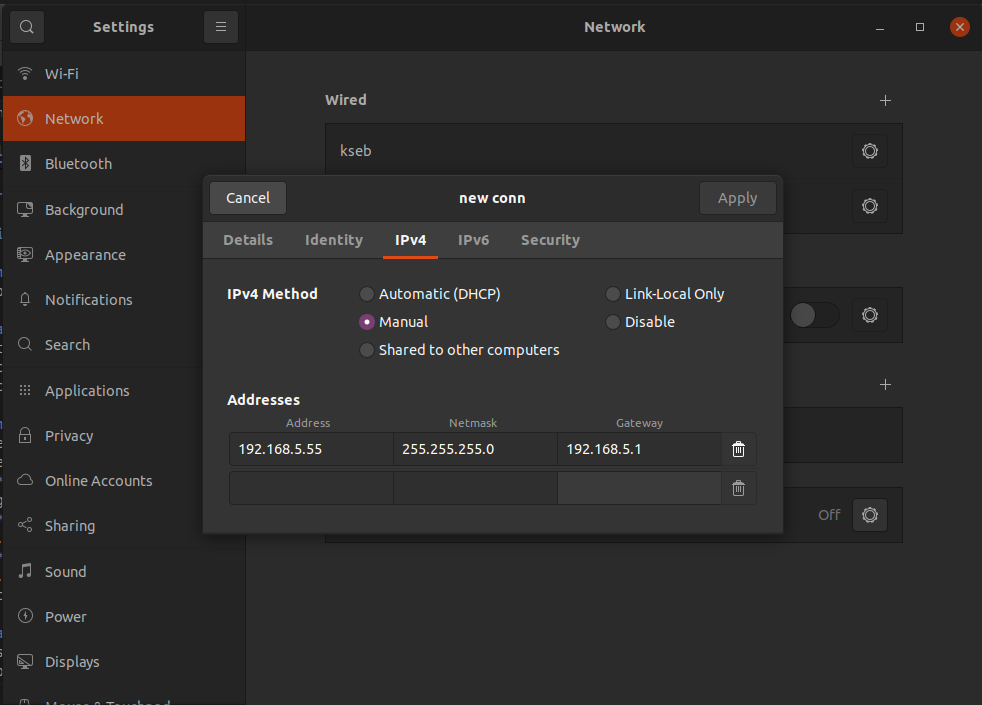 Settings
Network
Wi-Fi
Network
Bluetooth
Background
Appearance
Notifications
Search
Applications
Privacy
Online Accounts
Sharing
Sound
Power
Displays
Wired
kseb
Off
Cancel
new conn
Apply
Details Identity IPv4 IPv6 Security
IPv4 Method
Automatic (DHCP) Link-Local Only
Manual Disable
Shared to other computers
Addresses
Address Netmask Gateway
192.168.5.55 255.255.255.0 192.168.5.1